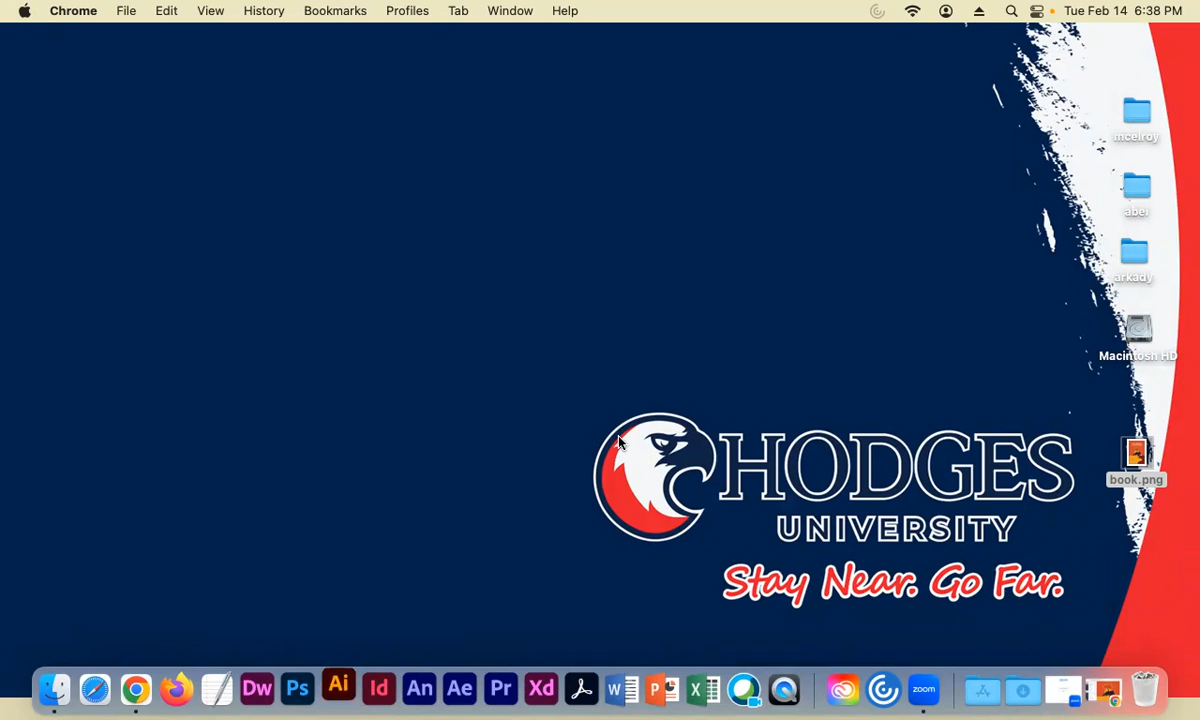 Chrome File Edit View History Bookmarks Profiles Tab Window Help Tue Feb 14 6:38 PM
mcelroy
abel
arkady
Macintosh HD
book.png
HODGES
UNIVERSITY
Stay Near. Go Far.
Dw Ps Ai Id An Ae Pr Xd W P X zoom